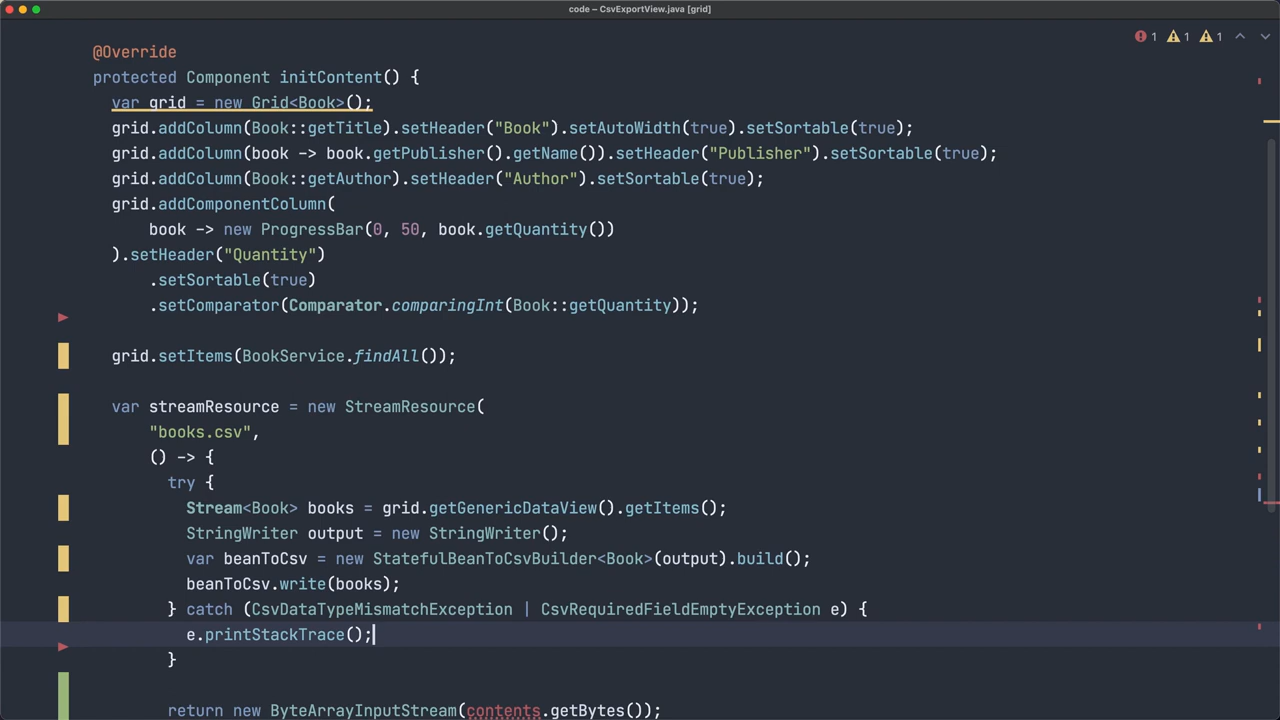 code – CsvExportView.java [grid]
1 1 1
@Override
protected Component initContent() {
var grid = new Grid<Book>();
grid.addColumn(Book::getTitle).setHeader("Book").setAutoWidth(true).setSortable(true);
grid.addColumn(book -> book.getPublisher().getName()).setHeader("Publisher").setSortable(true);
grid.addColumn(Book::getAuthor).setHeader("Author").setSortable(true);
grid.addComponentColumn(
book -> new ProgressBar(0, 50, book.getQuantity())
).setHeader("Quantity")
.setSortable(true)
.setComparator(Comparator.comparingInt(Book::getQuantity));
grid.setItems(BookService.findAll());
var streamResource = new StreamResource(
"books.csv",
() -> {
try {
Stream<Book> books = grid.getGenericDataView().getItems();
StringWriter output = new StringWriter();
var beanToCsv = new StatefulBeanToCsvBuilder<Book>(output).build();
beanToCsv.write(books);
} catch (CsvDataTypeMismatchException | CsvRequiredFieldEmptyException e) {
e.printStackTrace();
}
return new ByteArrayInputStream(contents.getBytes());